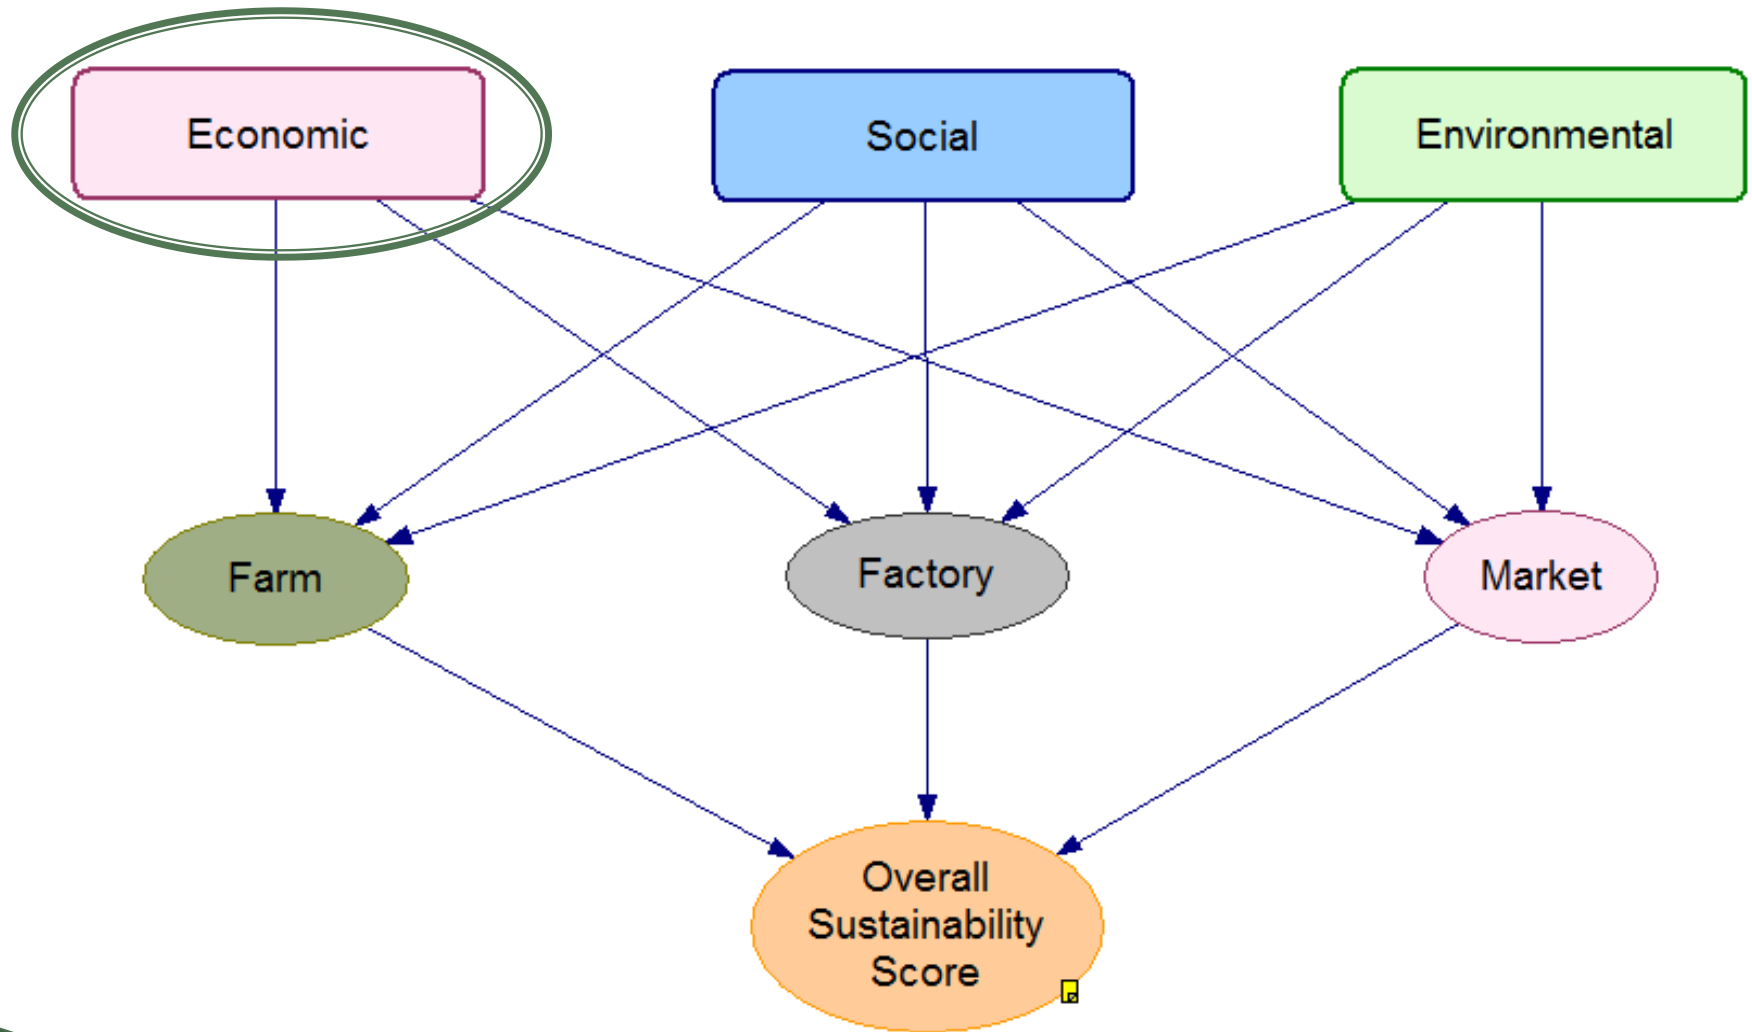 Economic
Social
Environmental
Farm
Factory
Market
Overall
Sustainability
Score